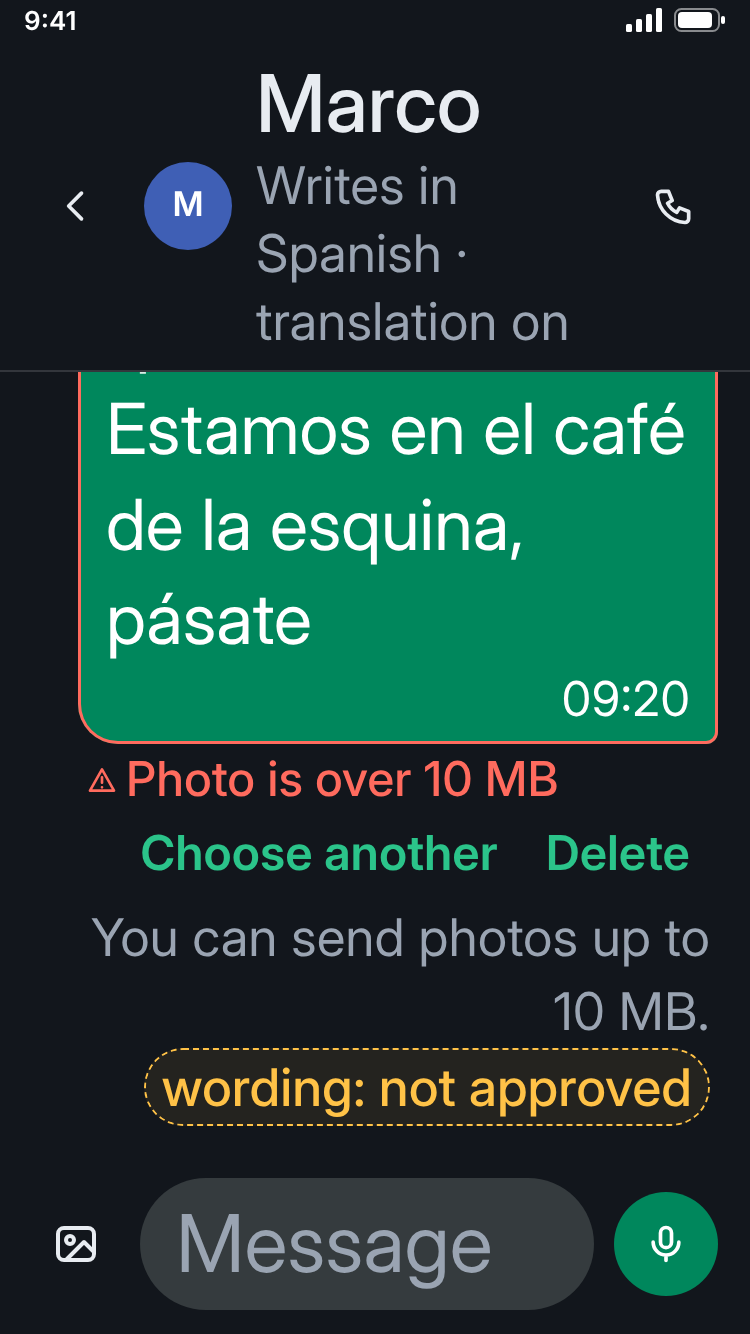 9:41
Marco
M
Writes in
Spanish ·
translation on
Estamos en el café
de la esquina,
pásate
09:20
Photo is over 10 MB
Choose another Delete
You can send photos up to
10 MB.
wording: not approved
Message